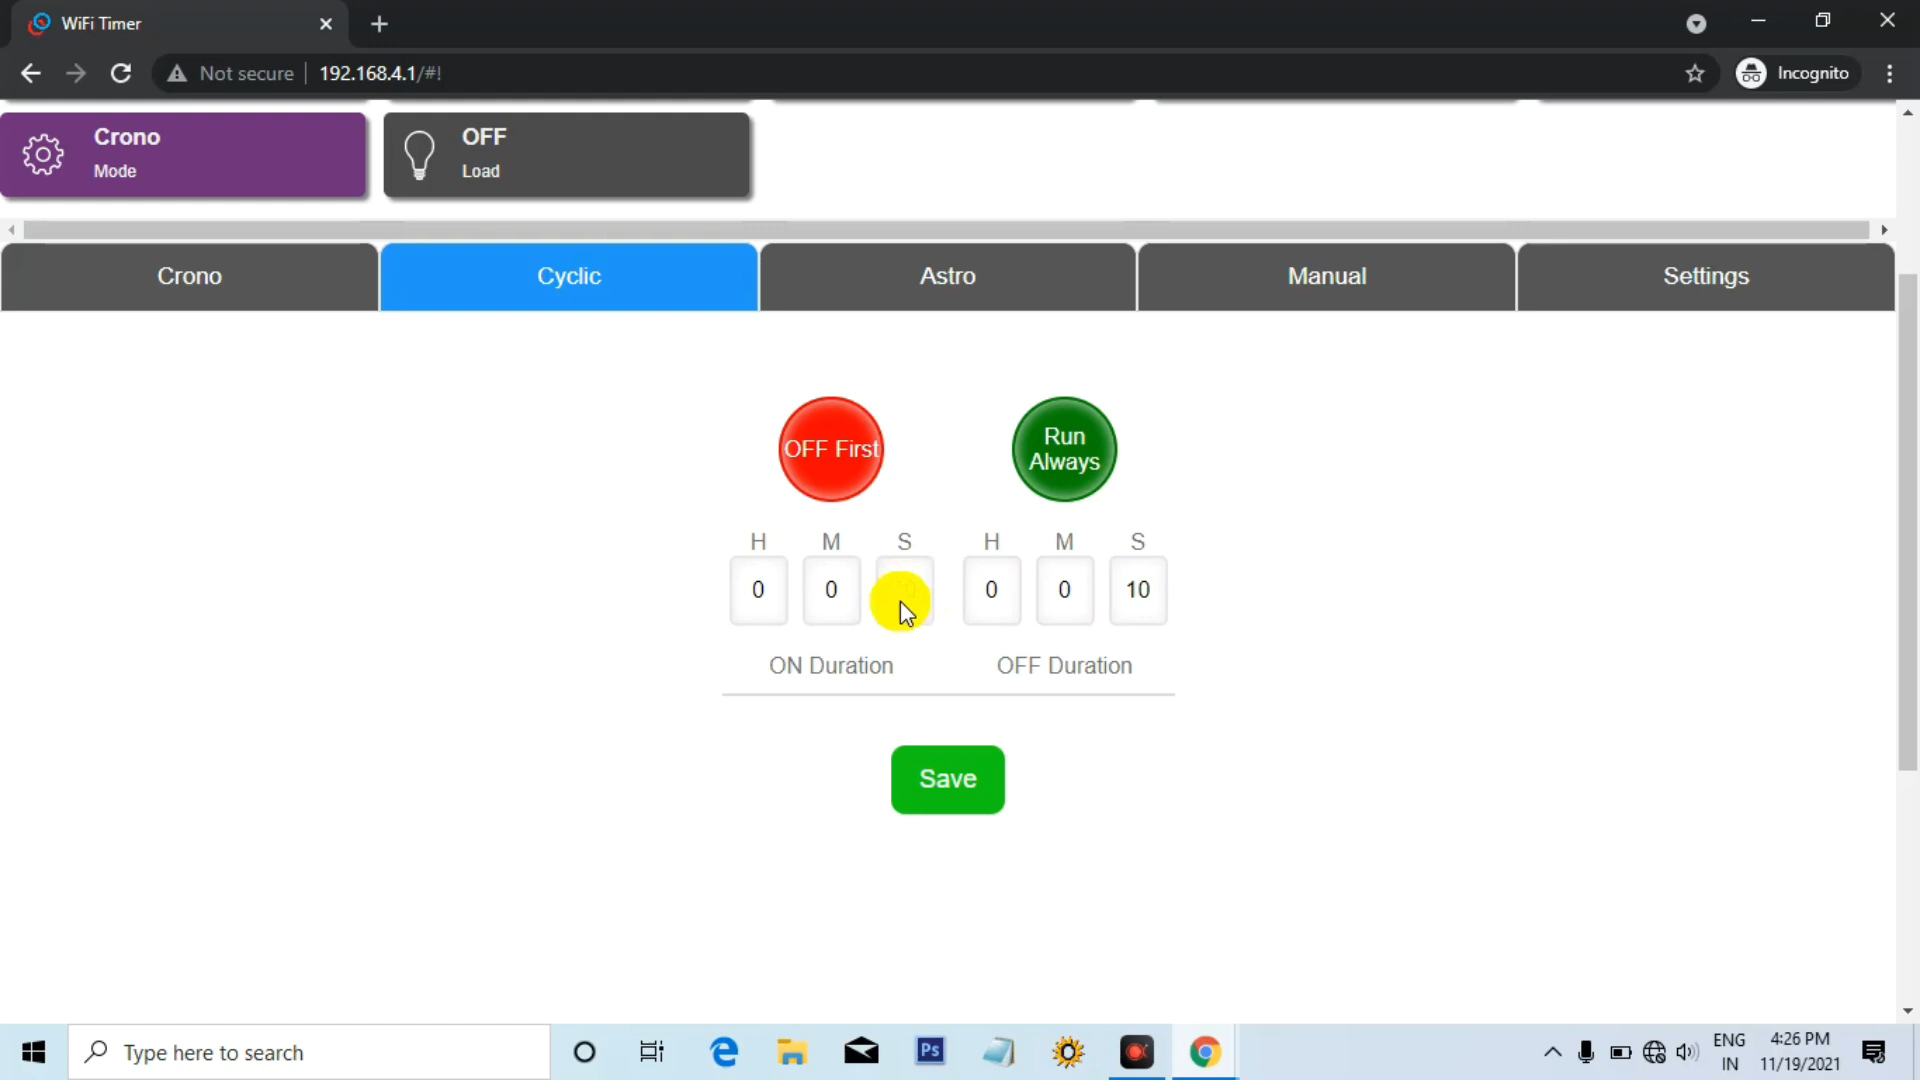 WiFi Timer
Not secure 192.168.4.1/#!
Incognito
Crono
Mode
OFF
Load
Crono Cyclic Astro Manual Settings
OFF First
Run
Always
H M S H M S
0 0 0 0 10
ON Duration OFF Duration
Save
Type here to search
Ps
ENG
IN
4:26 PM
11/19/2021